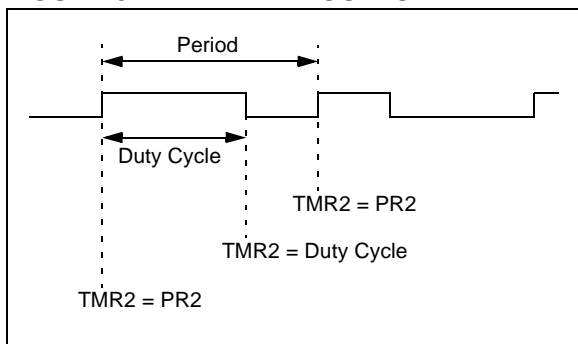 Period
Duty Cycle
TMR2 = PR2
TMR2 = Duty Cycle
TMR2 = PR2